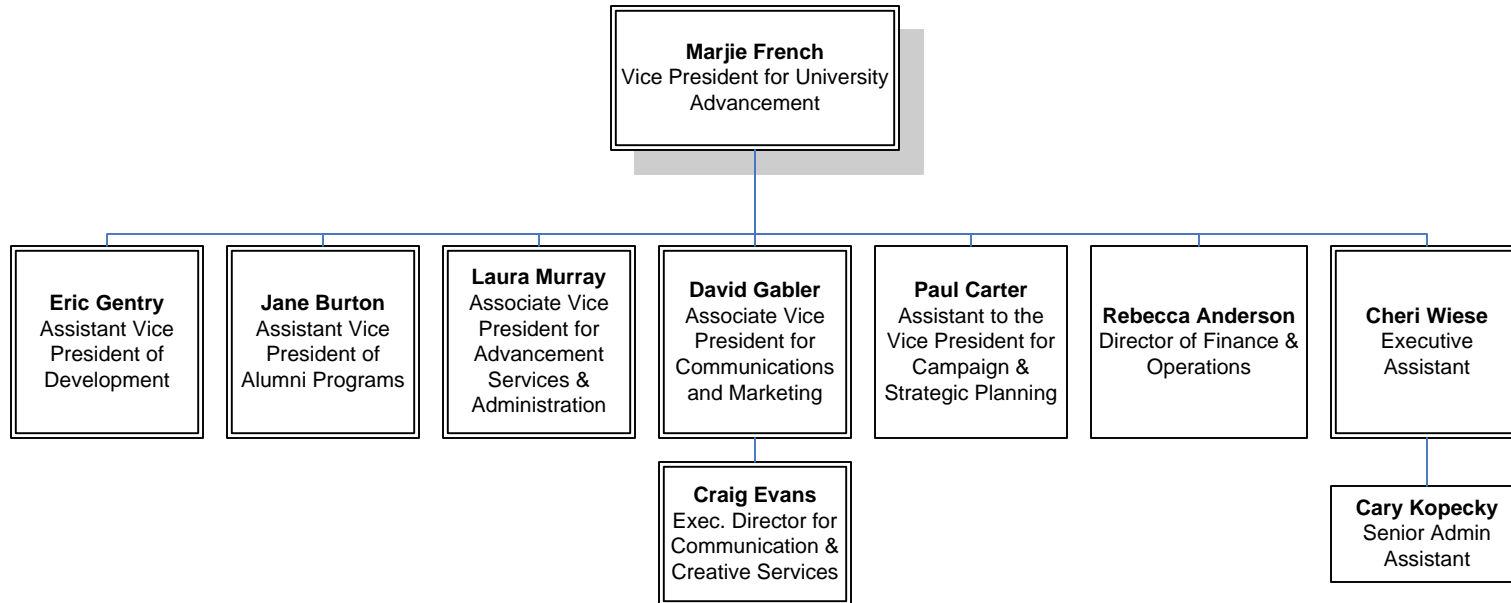 Marjie French
Vice President for University
Advancement
Eric Gentry
Assistant Vice
President of
Development
Jane Burton
Assistant Vice
President of
Alumni Programs
Laura Murray
Associate Vice
President for
Advancement
Services &
Administration
David Gabler
Associate Vice
President for
Communications
and Marketing
Paul Carter
Assistant to the
Vice President for
Campaign &
Strategic Planning
Rebecca Anderson
Director of Finance &
Operations
Cheri Wiese
Executive
Assistant
Craig Evans
Exec. Director for
Communication &
Creative Services
Cary Kopecky
Senior Admin
Assistant